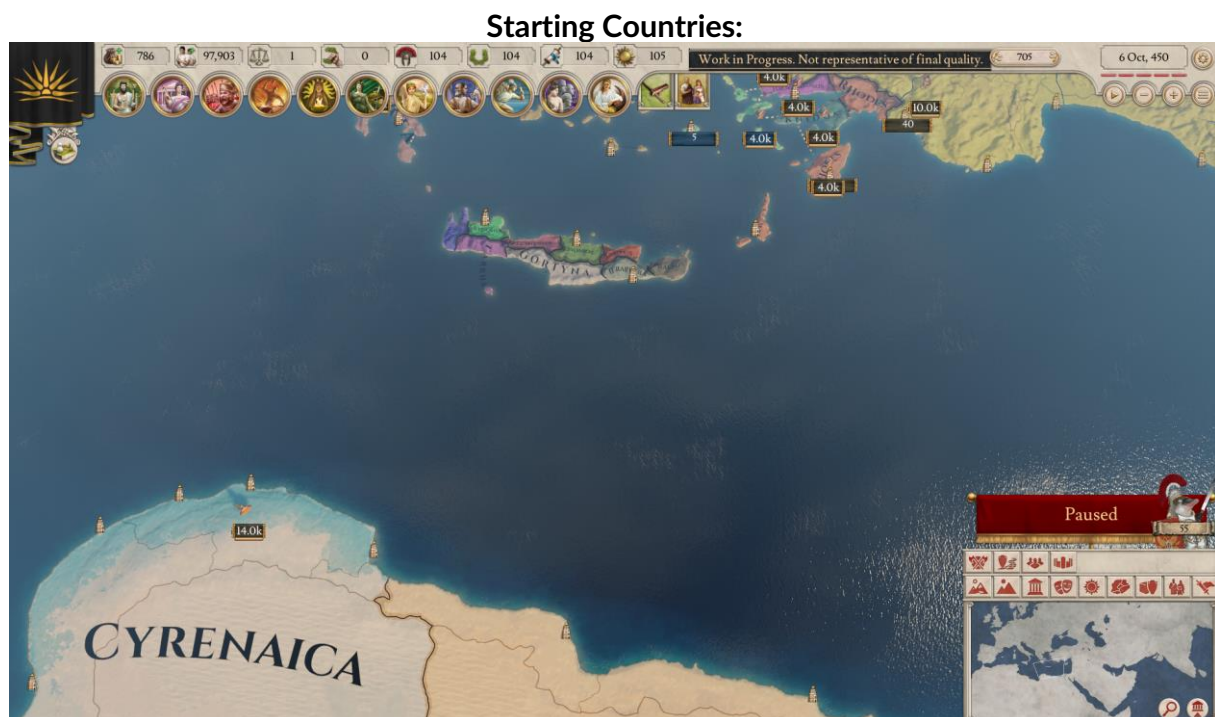 Starting Countries:
786 97,903 1 0 104 104 104 105 Work in Progress. Not representative of final quality. 705 6 Oct, 450
4.0k
RHODES
4.0k 10.0k
40
5 4.0k 4.0k
4.0k
GORTYNA
14.0k
Paused
55
CYRENAICA